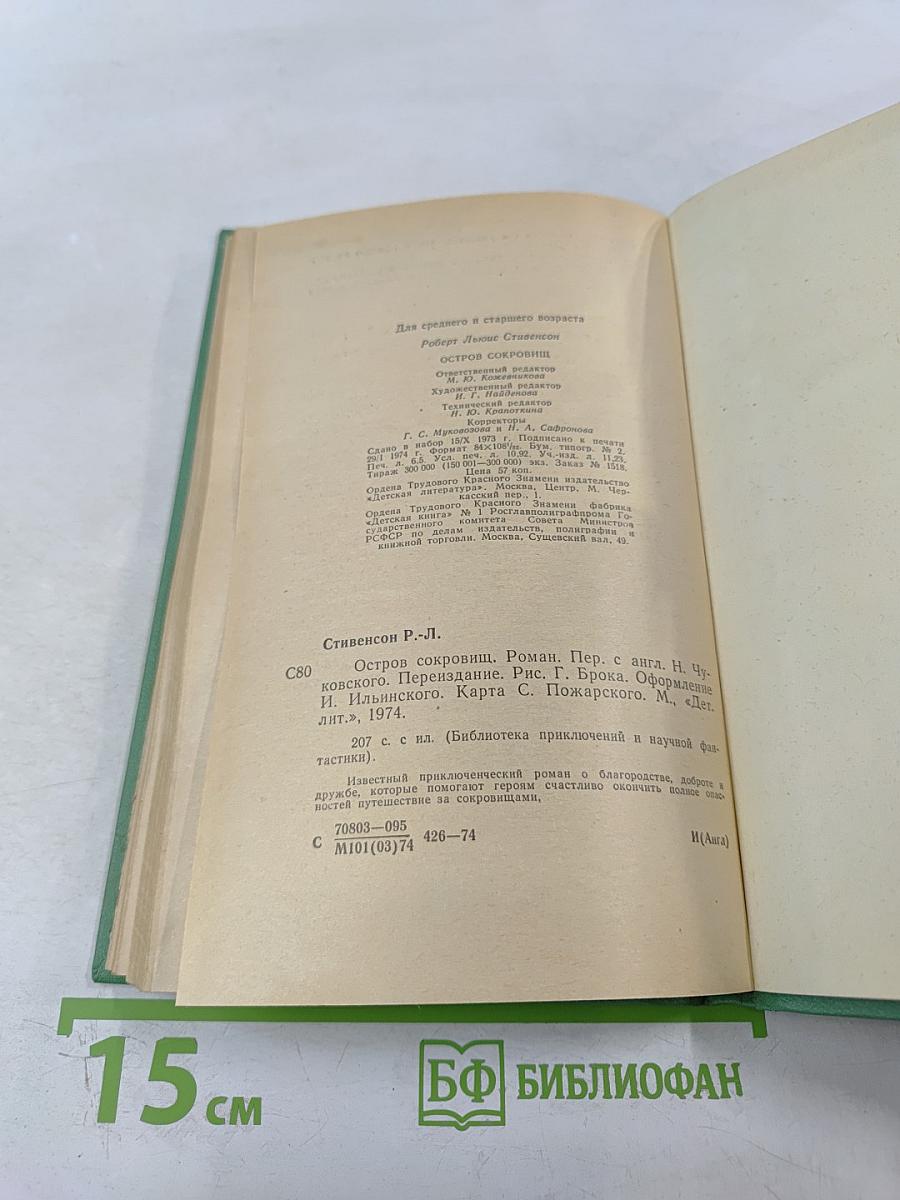 Для среднего и старшего возраста
Роберт Льюис Стивенсон
ОСТРОВ СОКРОВИЩ
Ответственный редактор
М. Ю. Кожевникова
Художественный редактор
И. Г. Найденова
Технический редактор
Н. Ю. Крапоткина
Корректоры
Г. С. Муковозова и Н. А. Сафронова
Сдано в набор 15/X 1973 г. Подписано к печати
29/I 1974 г. Формат 84×108¹/₃₂. Бум. типогр. № 2.
Печ. л. 6,5. Усл. печ. л. 10,92. Уч.-изд. л. 11,23.
Тираж 300 000 (150 001—300 000) экз. Заказ № 1518.
Цена 57 коп.
Ордена Трудового Красного Знамени издательство
«Детская литература». Москва, Центр, М. Чер-
касский пер., 1.
Ордена Трудового Красного Знамени фабрика
«Детская книга» № 1 Росглавполиграфпрома Го-
сударственного комитета Совета Министров
РСФСР по делам издательств, полиграфии и
книжной торговли. Москва, Сущевский вал, 49.
Стивенсон Р.-Л.
С80 Остров сокровищ. Роман. Пер. с англ. Н. Чу-
ковского. Переиздание. Рис. Г. Брока. Оформление
И. Ильинского. Карта С. Пожарского. М., «Дет.
лит.», 1974.
207 с. с ил. (Библиотека приключений и научной фан-
тастики).
Известный приключенческий роман о благородстве, доброте и
дружбе, которые помогают героям счастливо окончить полное опас-
ностей путешествие за сокровищами,
С 70803—095 426—74 И(Англ)
М101(03)74
15 см БФ БИБЛИОФАН